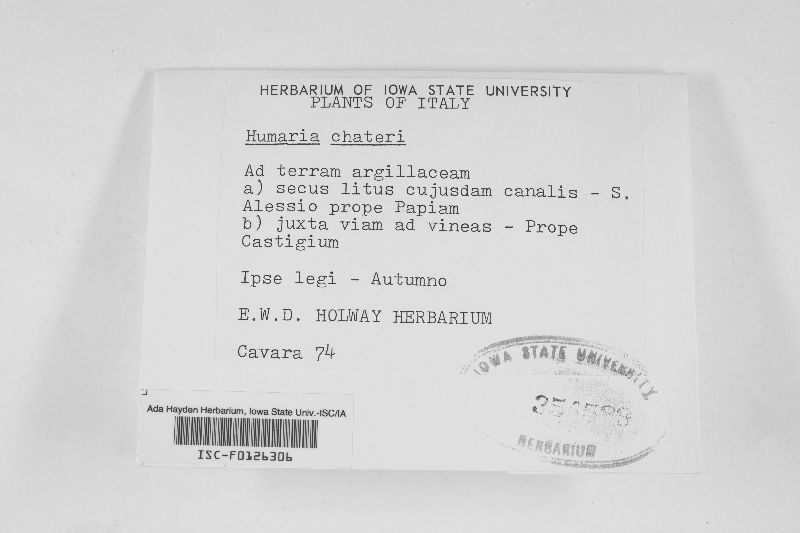 HERBARIUM OF IOWA STATE UNIVERSITY
PLANTS OF ITALY
Humaria chateri
Ad terram argillaceam
a) secus litus cujusdam canalis - S.
Alessio prope Papiam
b) juxta viam ad vineas - Prope
Castigium
Ipse legi - Autumno
E.W.D. HOLWAY HERBARIUM
Cavara 74
IOWA STATE UNIVERSITY
HERBARIUM
Ada Hayden Herbarium, Iowa State Univ.-ISC/IA
ISC-F0126306